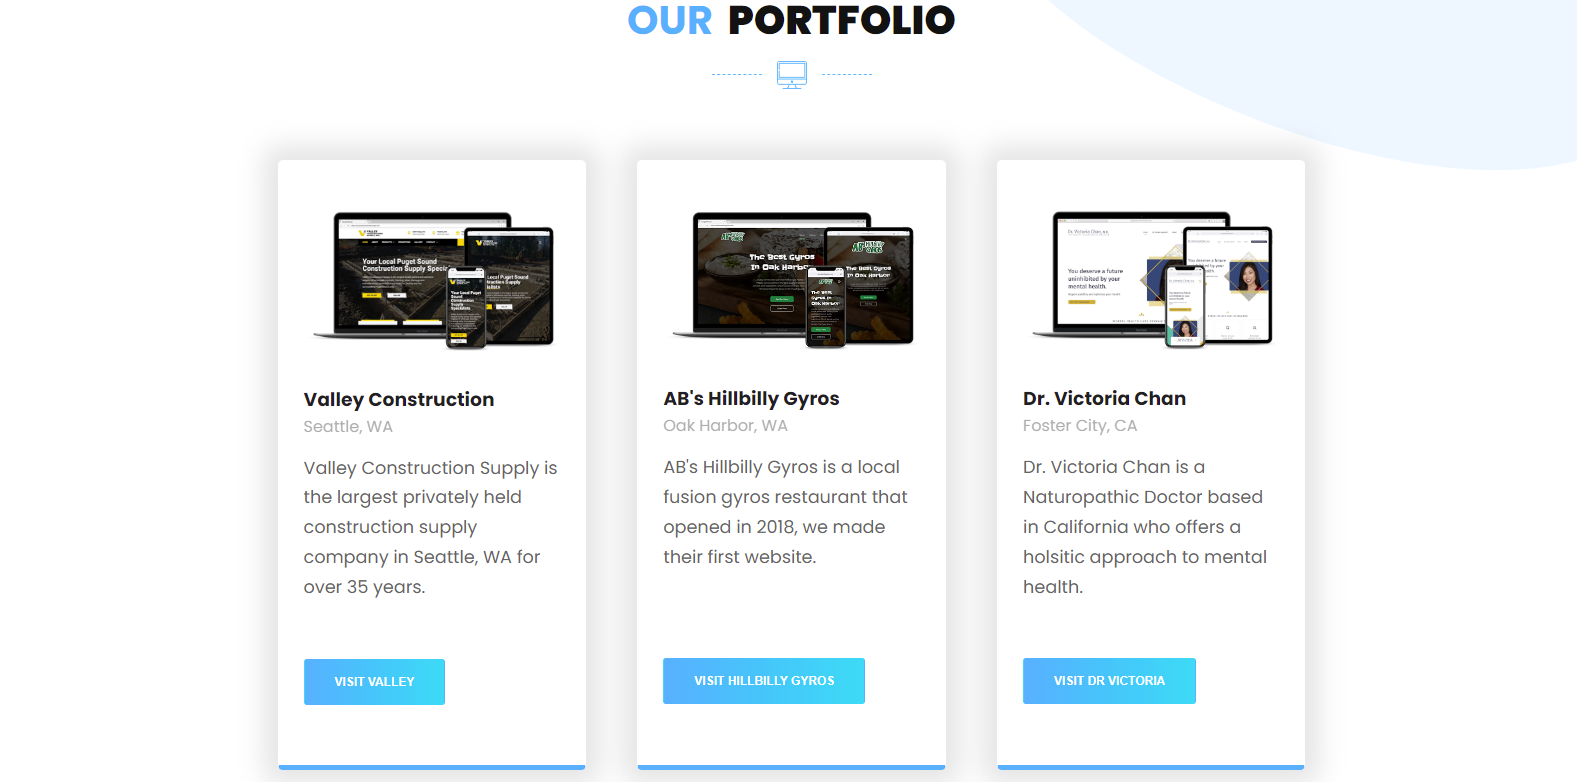 OUR PORTFOLIO
Your Local Puget Sound
Construction Supply
The Best Gyros
In Oak Harbor
You deserve a future
uninhibited by your
mental health.
Valley Construction
Seattle, WA
Valley Construction Supply is
the largest privately held
construction supply
company in Seattle, WA for
over 35 years.
VISIT VALLEY
AB's Hillbilly Gyros
Oak Harbor, WA
AB's Hillbilly Gyros is a local
fusion gyros restaurant that
opened in 2018, we made
their first website.
VISIT HILLBILLY GYROS
Dr. Victoria Chan
Foster City, CA
Dr. Victoria Chan is a
Naturopathic Doctor based
in California who offers a
holsitic approach to mental
health.
VISIT DR VICTORIA